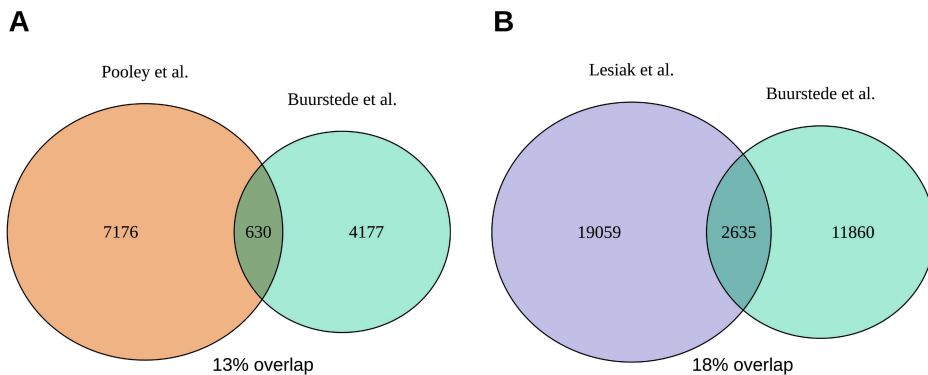 A
B
Pooley et al.
Buurstede et al.
Lesiak et al.
Buurstede et al.
7176
630
4177
19059
2635
11860
13% overlap
18% overlap